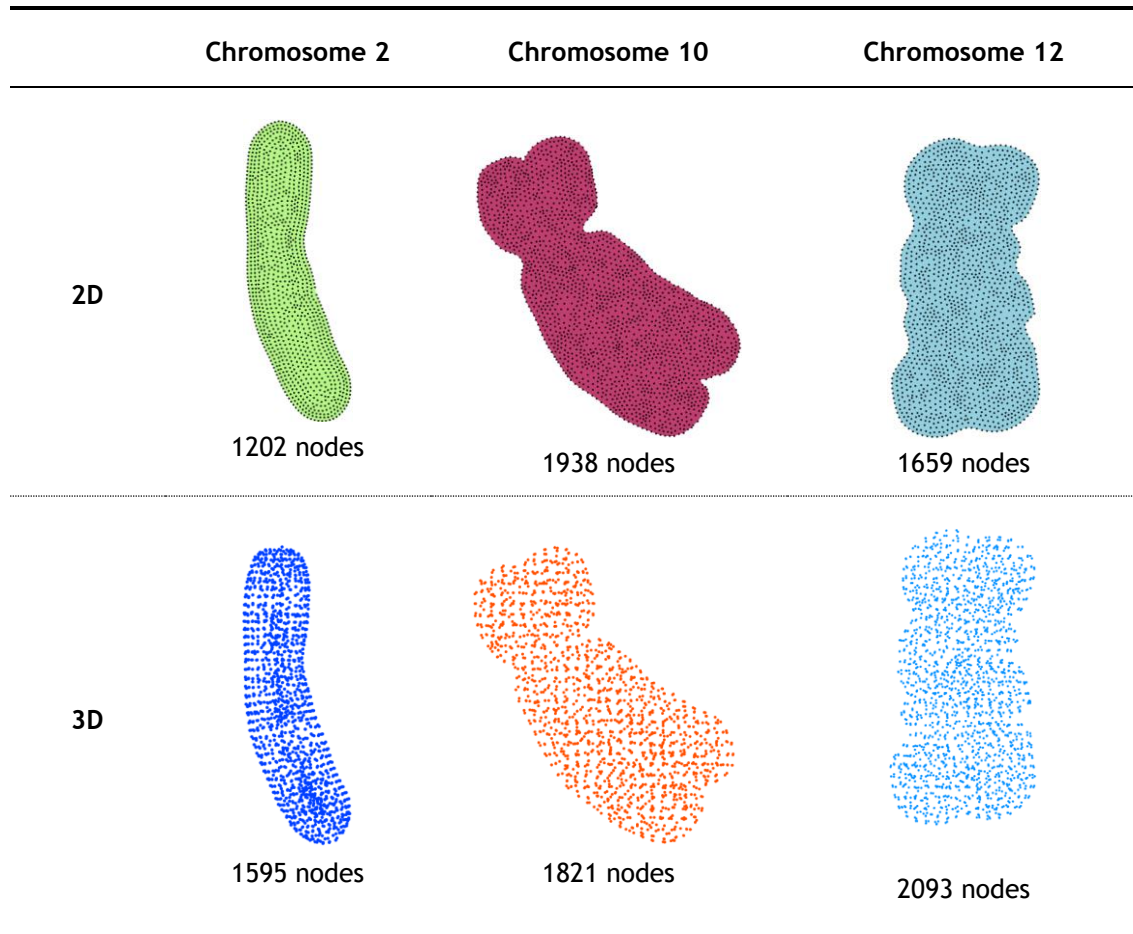 Chromosome 2 Chromosome 10 Chromosome 12
2D
1202 nodes 1938 nodes 1659 nodes
3D
1595 nodes 1821 nodes 2093 nodes